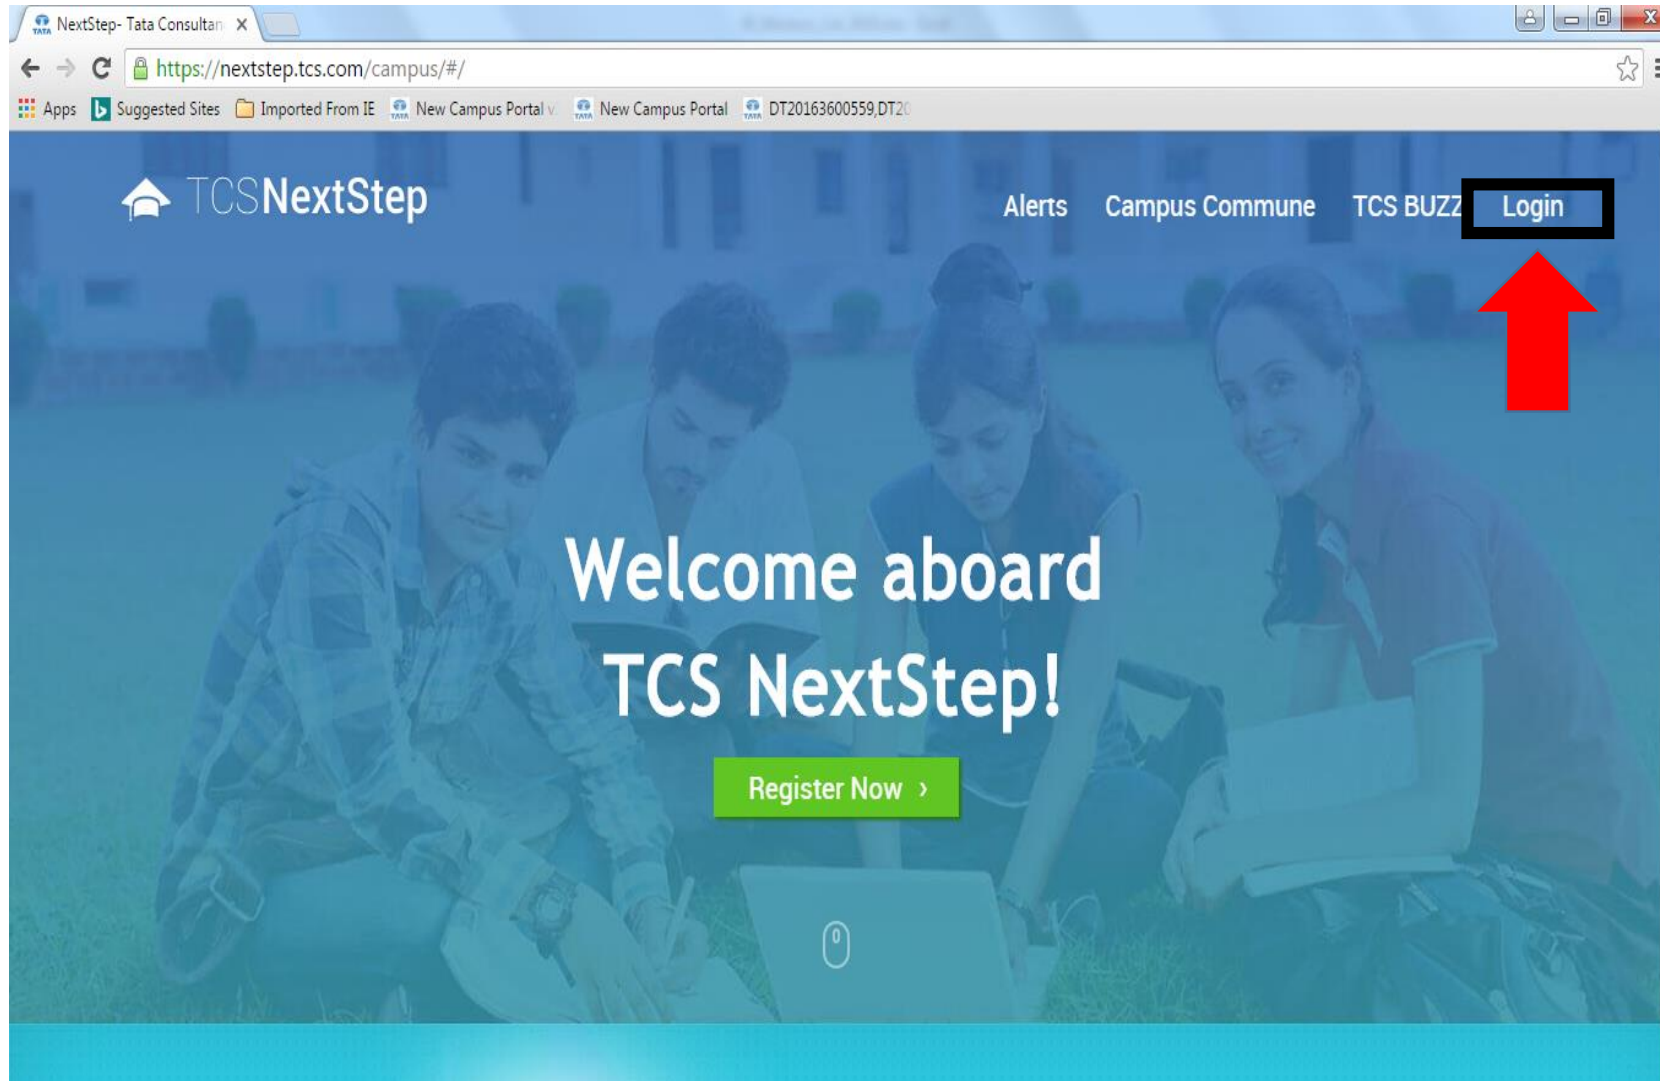 NextStep- Tata Consultan
https://nextstep.tcs.com/campus/#/
Apps Suggested Sites Imported From IE New Campus Portal v New Campus Portal DT20163600559,DT20
TCSNextStep
Alerts Campus Commune TCS BUZZ Login
Welcome aboard
TCS NextStep!
Register Now ›